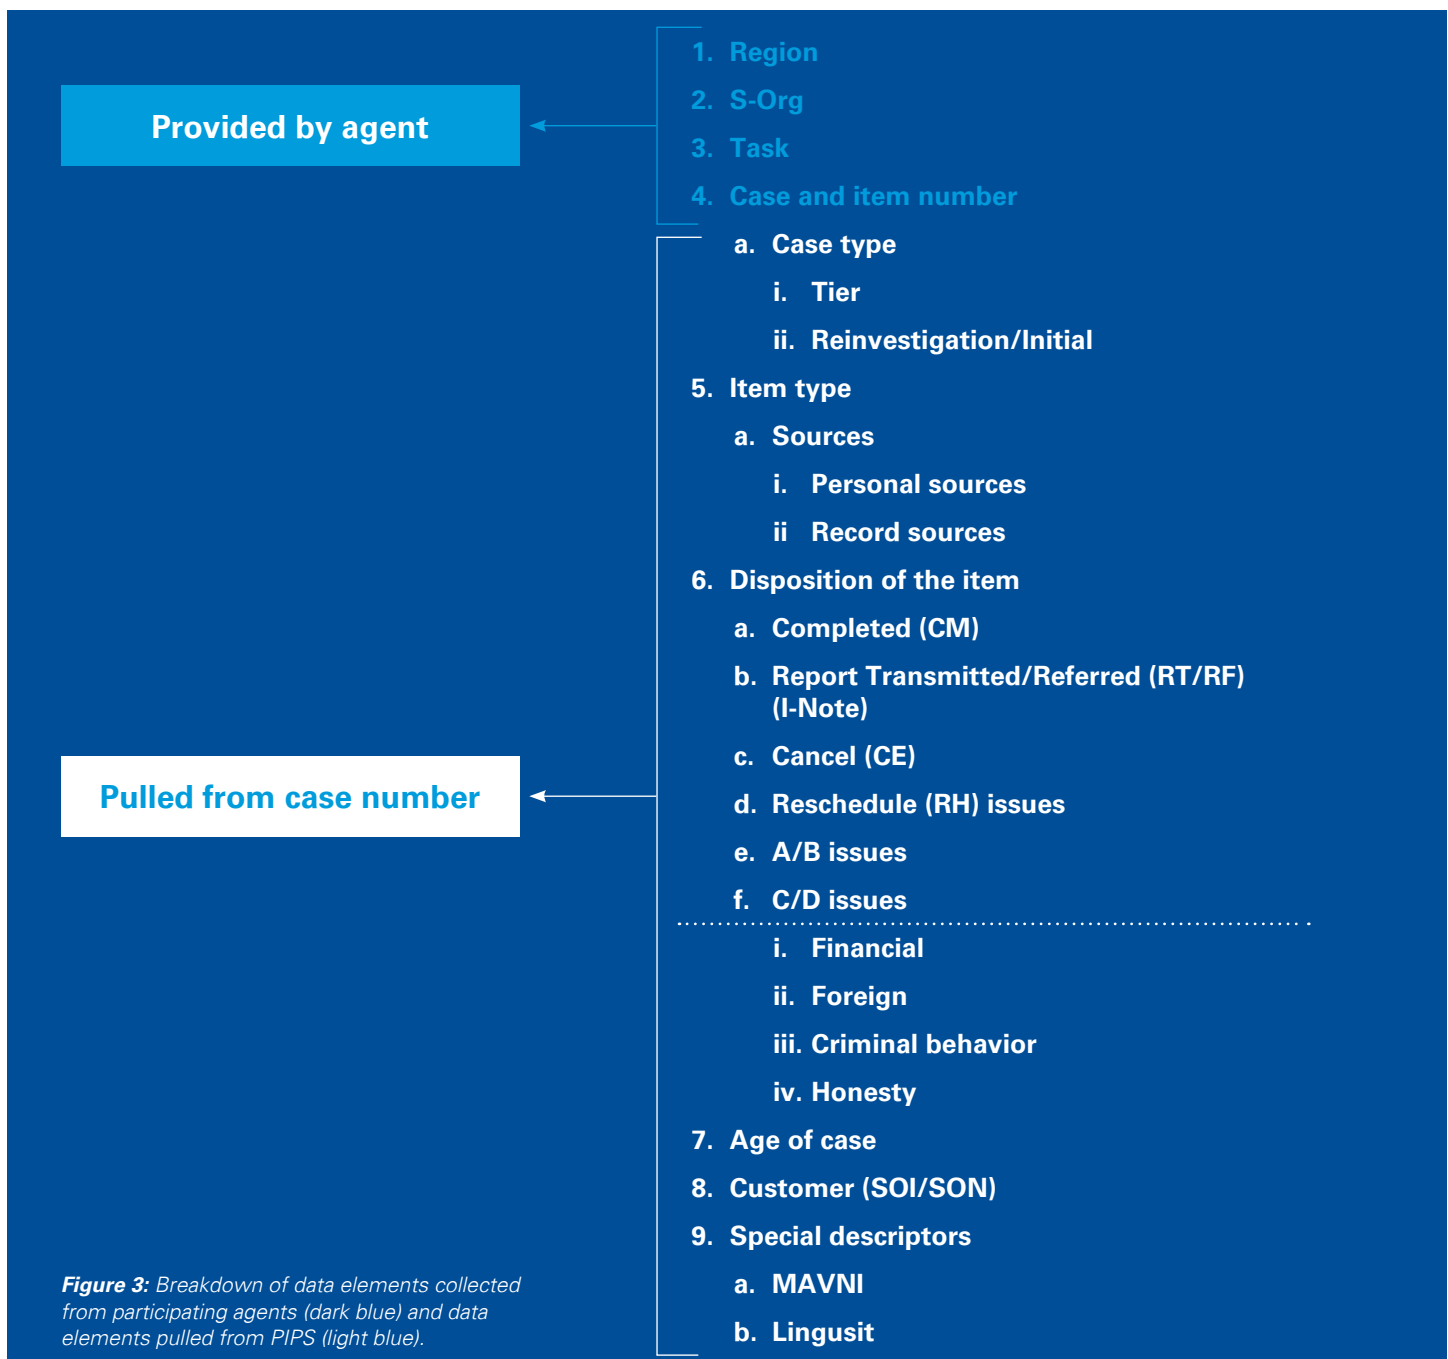 Provided by agent
1. Region
2. S-Org
3. Task
4. Case and item number
a. Case type
i. Tier
ii. Reinvestigation/Initial
5. Item type
a. Sources
i. Personal sources
ii Record sources
6. Disposition of the item
a. Completed (CM)
b. Report Transmitted/Referred (RT/RF)
(I-Note)
c. Cancel (CE)
d. Reschedule (RH) issues
e. A/B issues
f. C/D issues
i. Financial
ii. Foreign
iii. Criminal behavior
iv. Honesty
7. Age of case
8. Customer (SOI/SON)
9. Special descriptors
a. MAVNI
b. Lingusit
Pulled from case number
Figure 3: Breakdown of data elements collected
from participating agents (dark blue) and data
elements pulled from PIPS (light blue).